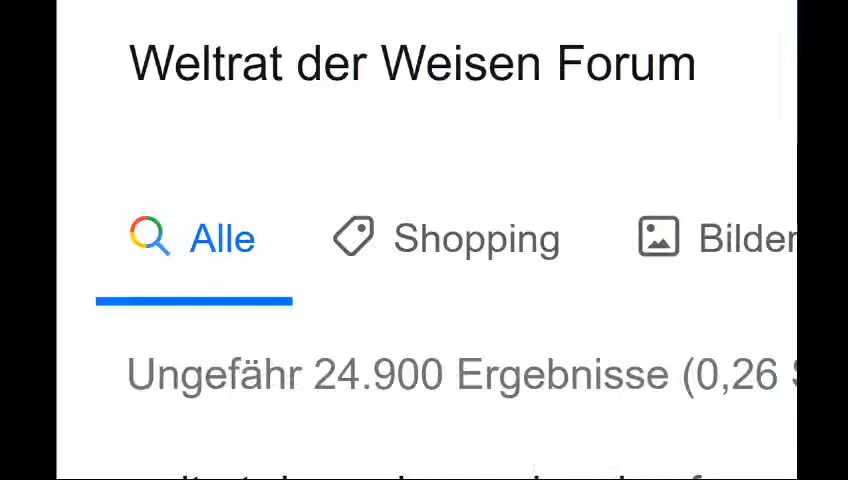 Weltrat der Weisen Forum
Alle Shopping Bilder
Ungefähr 24.900 Ergebnisse (0,26